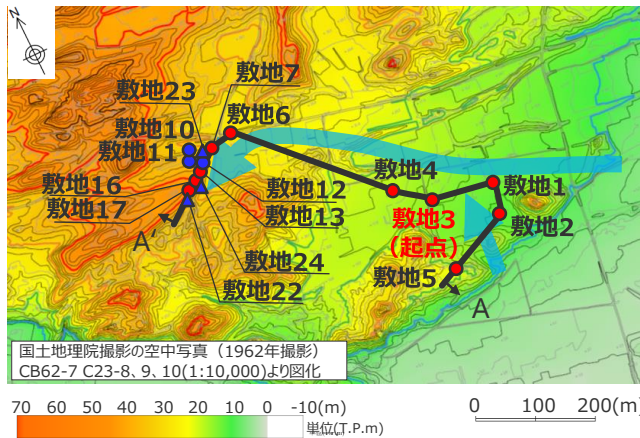 N
敷地7
敷地23
敷地10
敷地6
敷地11
敷地4
敷地1
敷地16
敷地12
敷地17
敷地13
敷地3
(起点)
敷地2
A′
敷地24
敷地5
敷地22
A
国土地理院撮影の空中写真(1962年撮影)
CB62-7 C23-8、9、10(1:10,000)より図化
70 60 50 40 30 20 10 0 -10(m)
単位(T.P.m)
0 100 200(m)